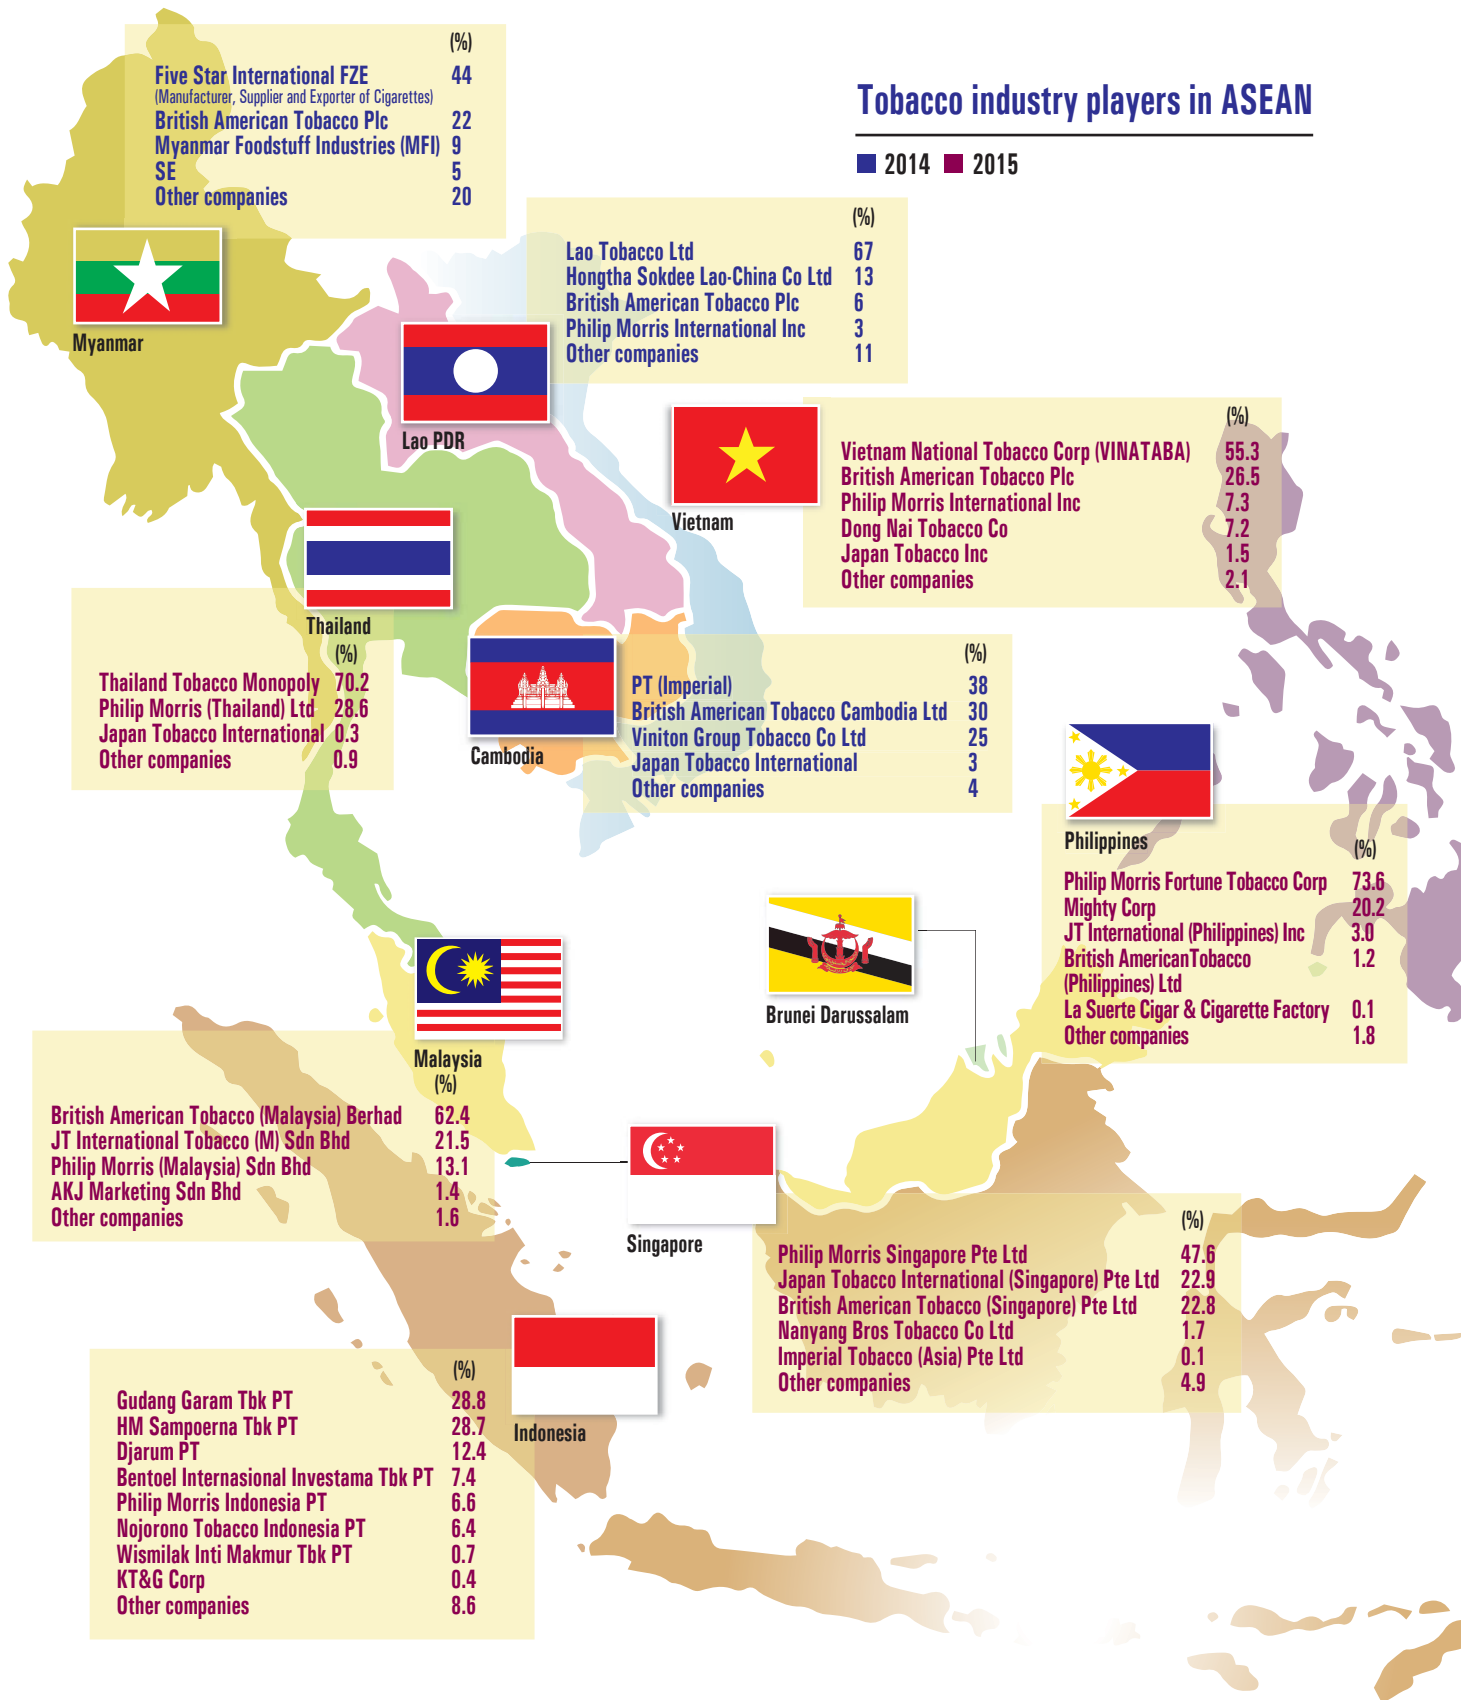 Tobacco industry players in ASEAN
2014 2015
(%)
Five Star International FZE 44
(Manufacturer, Supplier and Exporter of Cigarettes)
British American Tobacco Plc 22
Myanmar Foodstuff Industries (MFI) 9
SE 5
Other companies 20
Myanmar
(%)
Lao Tobacco Ltd 67
Hongtha Sokdee Lao-China Co Ltd 13
British American Tobacco Plc 6
Philip Morris International Inc 3
Other companies 11
Lao PDR
(%)
Vietnam National Tobacco Corp (VINATABA) 55.3
British American Tobacco Plc 26.5
Philip Morris International Inc 7.3
Dong Nai Tobacco Co 7.2
Japan Tobacco Inc 1.5
Other companies 2.1
Vietnam
Thailand
(%)
Thailand Tobacco Monopoly 70.2
Philip Morris (Thailand) Ltd 28.6
Japan Tobacco International 0.3
Other companies 0.9
(%)
PT (Imperial) 38
British American Tobacco Cambodia Ltd 30
Viniton Group Tobacco Co Ltd 25
Japan Tobacco International 3
Other companies 4
Cambodia
Philippines
(%)
Philip Morris Fortune Tobacco Corp 73.6
Mighty Corp 20.2
JT International (Philippines) Inc 3.0
British AmericanTobacco 1.2
(Philippines) Ltd
La Suerte Cigar & Cigarette Factory 0.1
Other companies 1.8
Brunei Darussalam
Malaysia
(%)
British American Tobacco (Malaysia) Berhad 62.4
JT International Tobacco (M) Sdn Bhd 21.5
Philip Morris (Malaysia) Sdn Bhd 13.1
AKJ Marketing Sdn Bhd 1.4
Other companies 1.6
Singapore
(%)
Philip Morris Singapore Pte Ltd 47.6
Japan Tobacco International (Singapore) Pte Ltd 22.9
British American Tobacco (Singapore) Pte Ltd 22.8
Nanyang Bros Tobacco Co Ltd 1.7
Imperial Tobacco (Asia) Pte Ltd 0.1
Other companies 4.9
Indonesia
(%)
Gudang Garam Tbk PT 28.8
HM Sampoerna Tbk PT 28.7
Djarum PT 12.4
Bentoel Internasional Investama Tbk PT 7.4
Philip Morris Indonesia PT 6.6
Nojorono Tobacco Indonesia PT 6.4
Wismilak Inti Makmur Tbk PT 0.7
KT&G Corp 0.4
Other companies 8.6